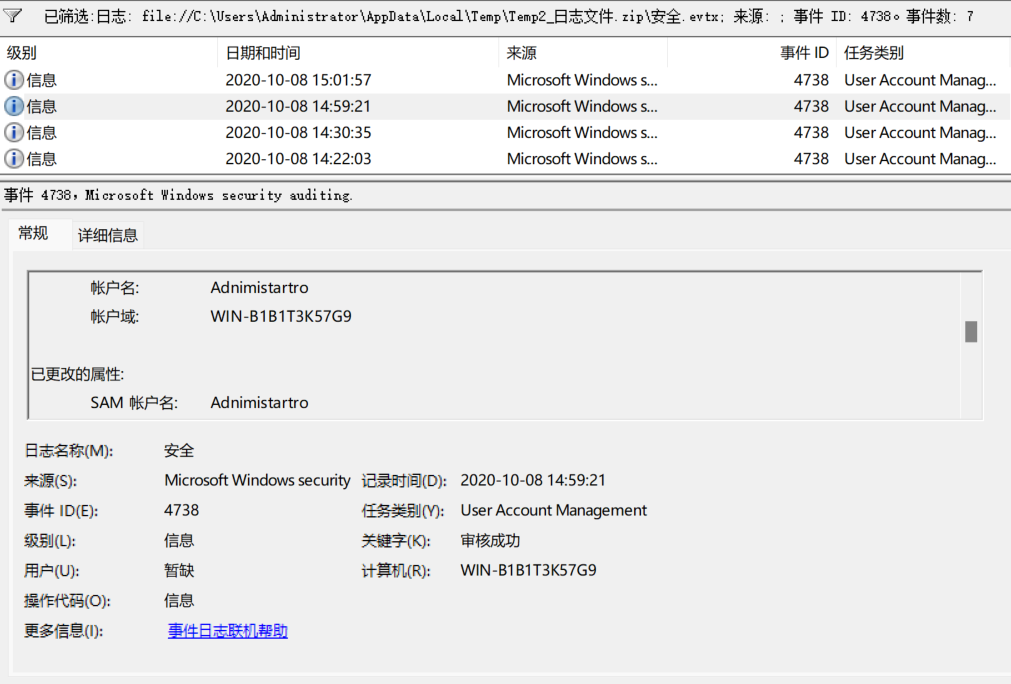 已筛选:日志: file://C:\Users\Administrator\AppData\Local\Temp\Temp2_日志文件.zip\安全.evtx; 来源: ; 事件 ID: 4738。事件数: 7
级别 日期和时间 来源 事件 ID 任务类别
信息 2020-10-08 15:01:57 Microsoft Windows s... 4738 User Account Manag...
信息 2020-10-08 14:59:21 Microsoft Windows s... 4738 User Account Manag...
信息 2020-10-08 14:30:35 Microsoft Windows s... 4738 User Account Manag...
信息 2020-10-08 14:22:03 Microsoft Windows s... 4738 User Account Manag...
事件 4738，Microsoft Windows security auditing.
常规 详细信息
帐户名: Adnimistartro
帐户域: WIN-B1B1T3K57G9
已更改的属性:
SAM 帐户名: Adnimistartro
日志名称(M): 安全
来源(S): Microsoft Windows security 记录时间(D): 2020-10-08 14:59:21
事件 ID(E): 4738 任务类别(Y): User Account Management
级别(L): 信息 关键字(K): 审核成功
用户(U): 暂缺 计算机(R): WIN-B1B1T3K57G9
操作代码(O): 信息
更多信息(I): 事件日志联机帮助